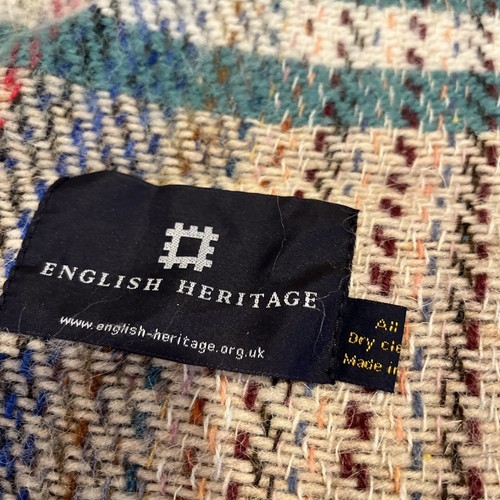 ENGLISH HERITAGE
www.english-heritage.org.uk
All
Dry cle
Made in